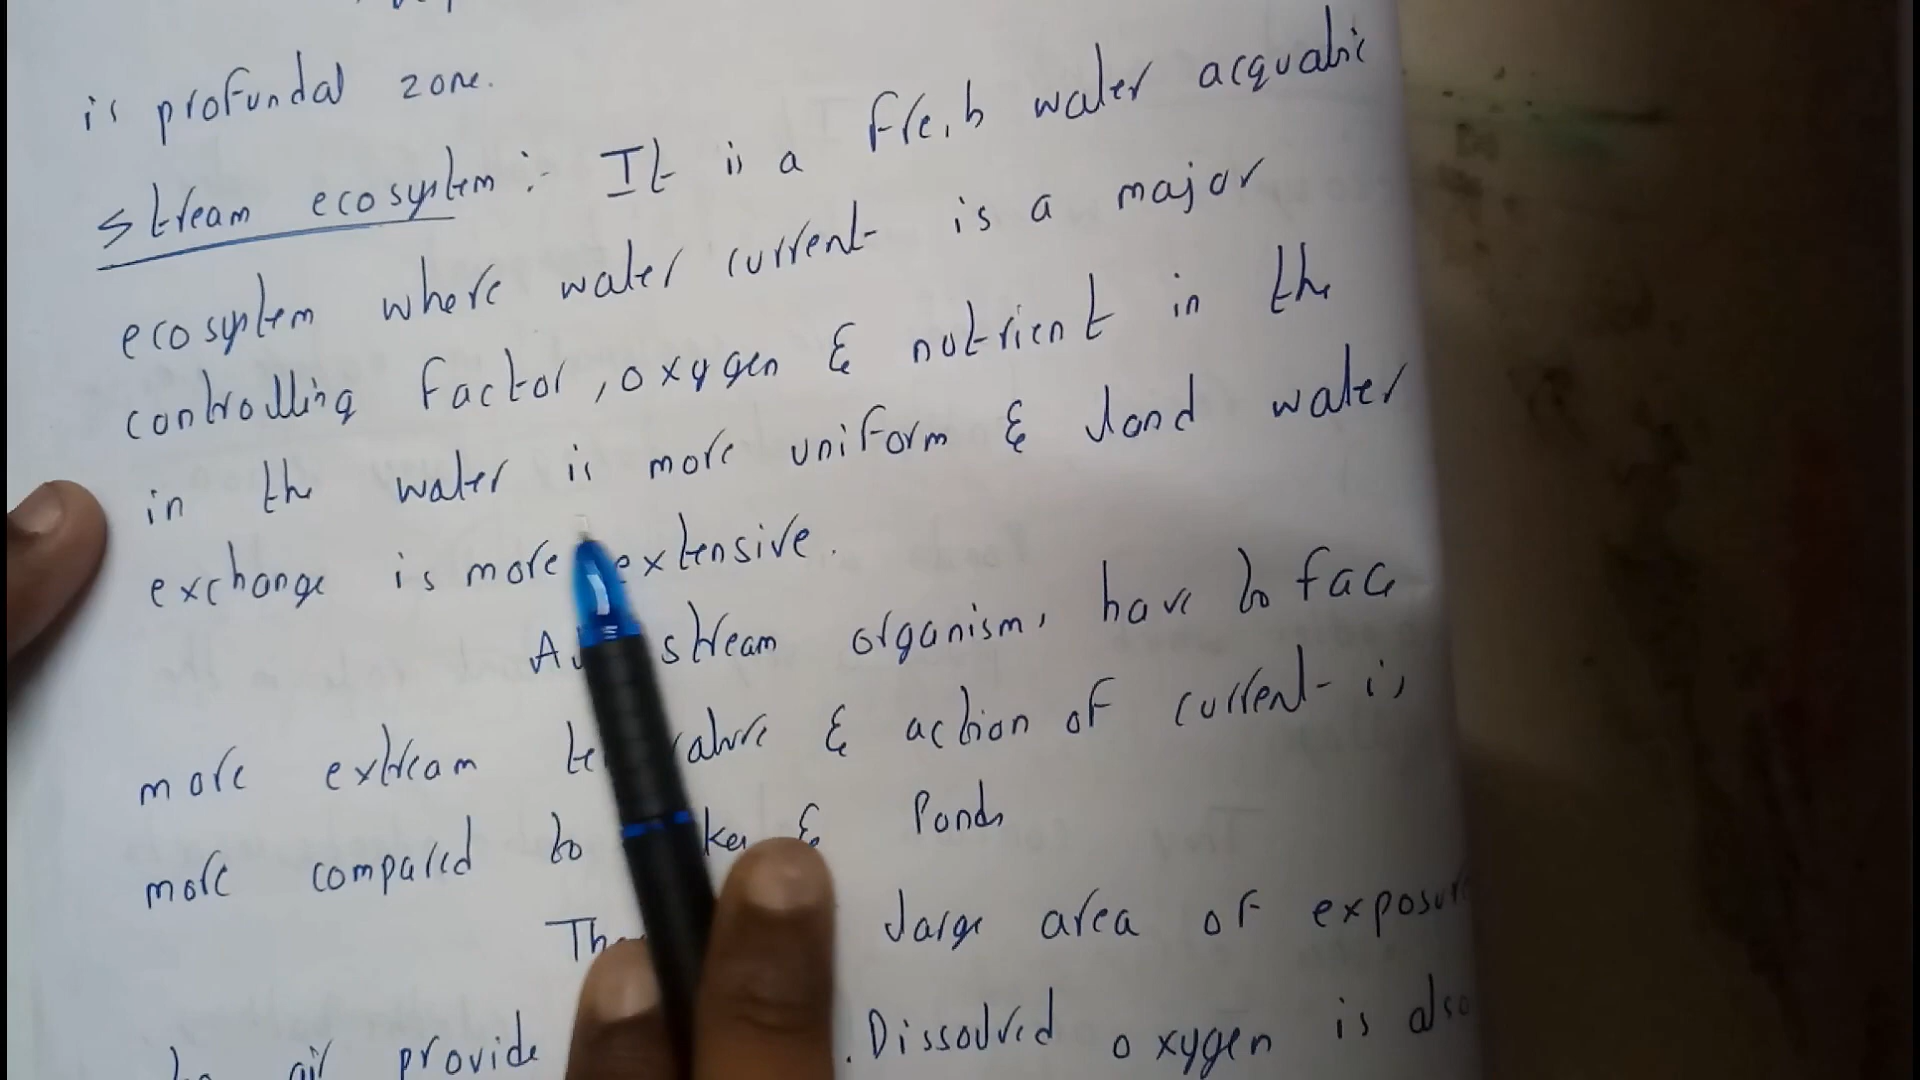 is profundal zone.
Stream ecosystem :- It is a fresh water acquatic
ecosystem where water current is a major
controlling factor, oxygen & nutrient in the
in the water is more uniform & land water
exchange is more extensive.
stream organisms have to face
more extream & action of current is
more compared to & Ponds
large area of exposure
to air provide . Dissolved oxygen is also